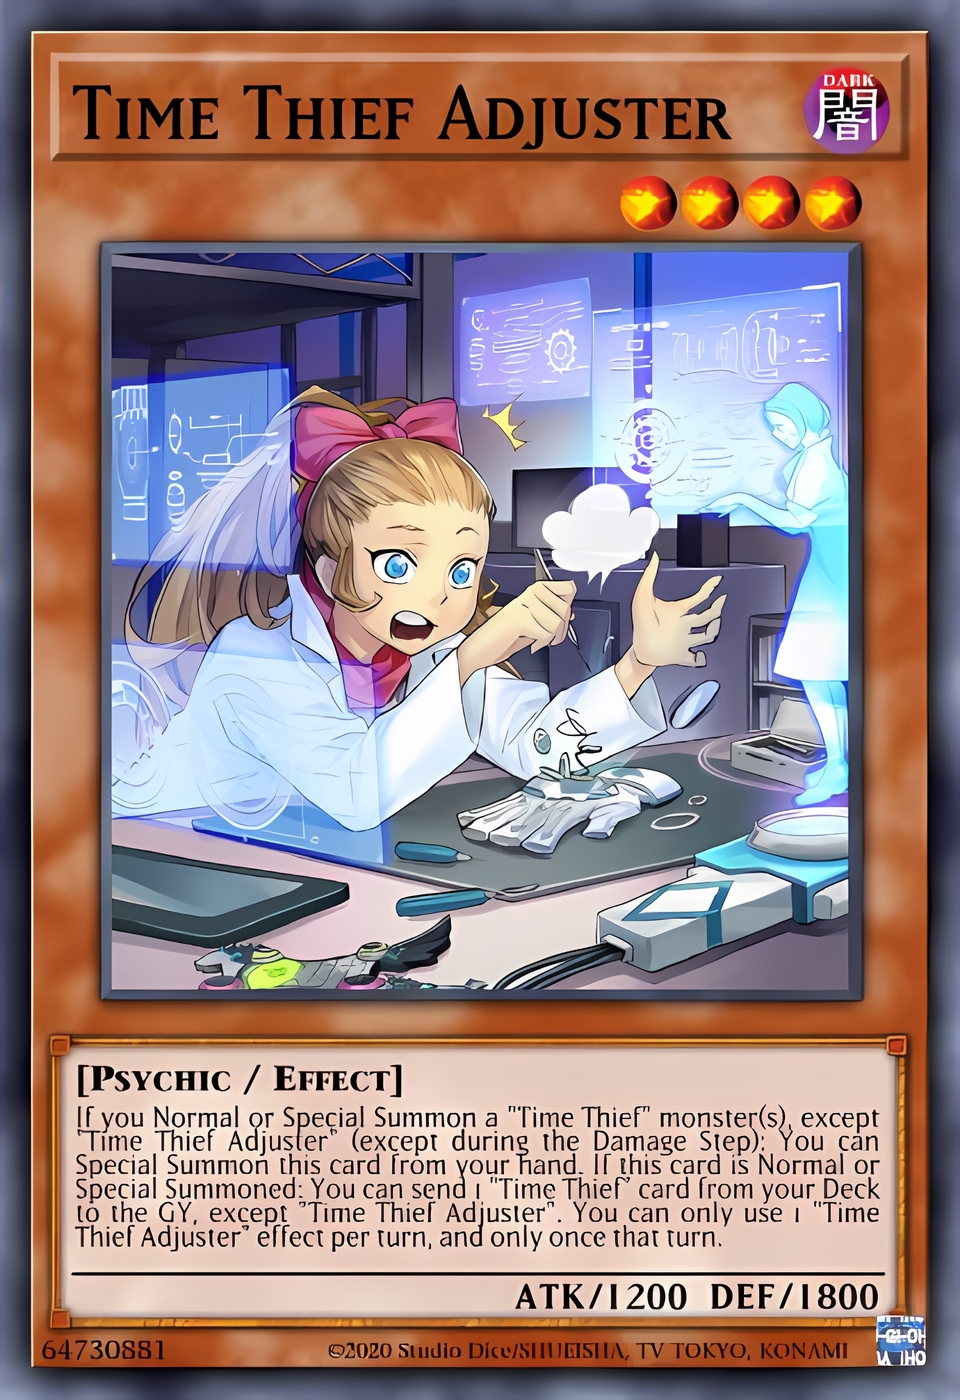 TIME THIEF ADJUSTER
DARK
闇
[PSYCHIC / EFFECT]
If you Normal or Special Summon a "Time Thief" monster(s), except
"Time Thief Adjuster" (except during the Damage Step): You can
Special Summon this card from your hand. If this card is Normal or
Special Summoned: You can send 1 "Time Thief" card from your Deck
to the GY, except "Time Thief Adjuster". You can only use 1 "Time
Thief Adjuster" effect per turn, and only once that turn.
ATK/1200 DEF/1800
64730881
©2020 Studio Dice/SHUEISHA, TV TOKYO, KONAMI